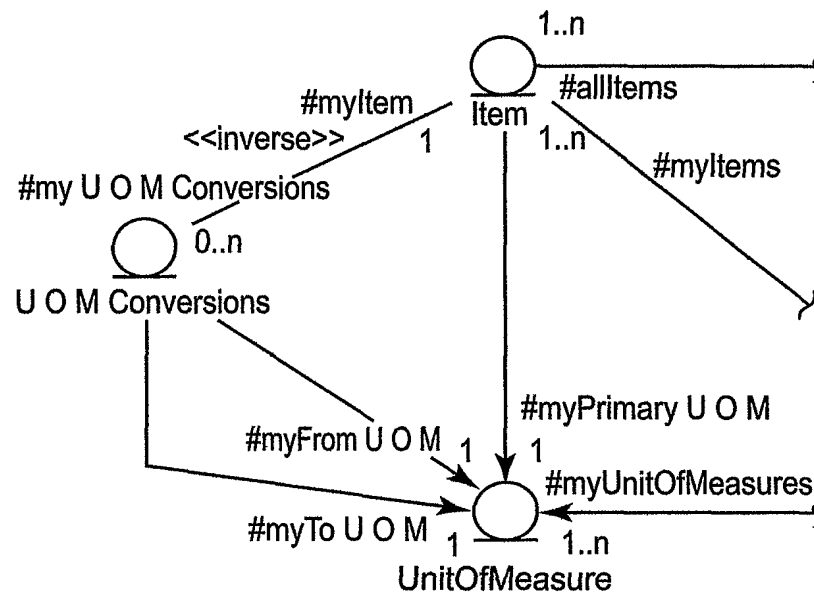 1..n
#allItems
#myItem
Item
<<inverse>>
1
1..n
#myItems
#my U O M Conversions
0..n
U O M Conversions
#myPrimary U O M
#myFrom U O M
1
1
#myUnitOfMeasures
#myTo U O M
1
1..n
UnitOfMeasure